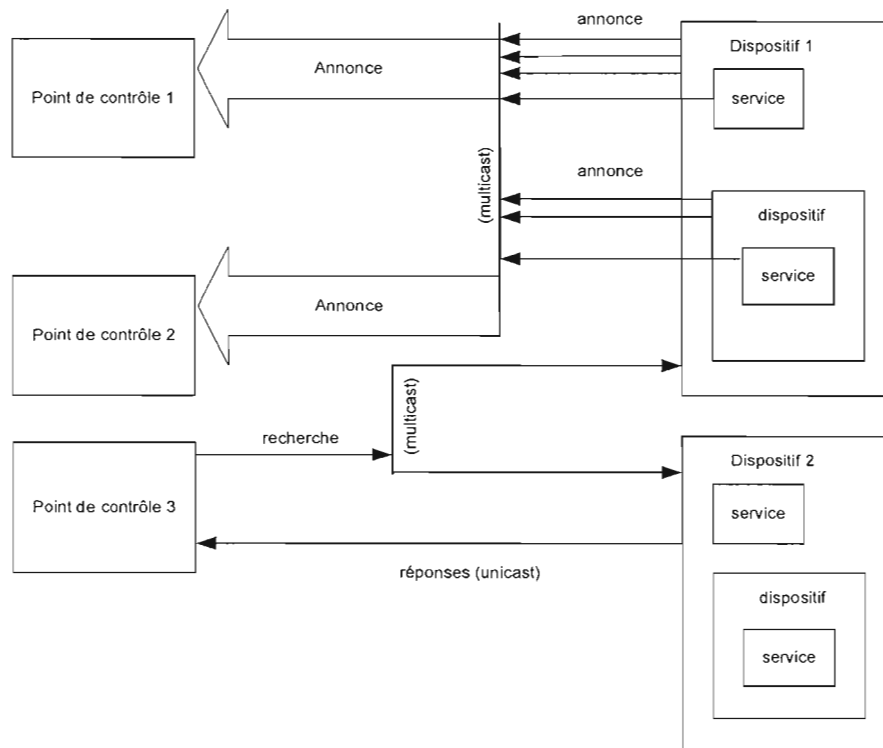 annonce
Dispositif 1
Annonce
Point de contrôle 1
service
(multicast)
annonce
dispositif
service
Annonce
Point de contrôle 2
(multicast)
recherche
Dispositif 2
Point de contrôle 3
service
réponses (unicast)
dispositif
service